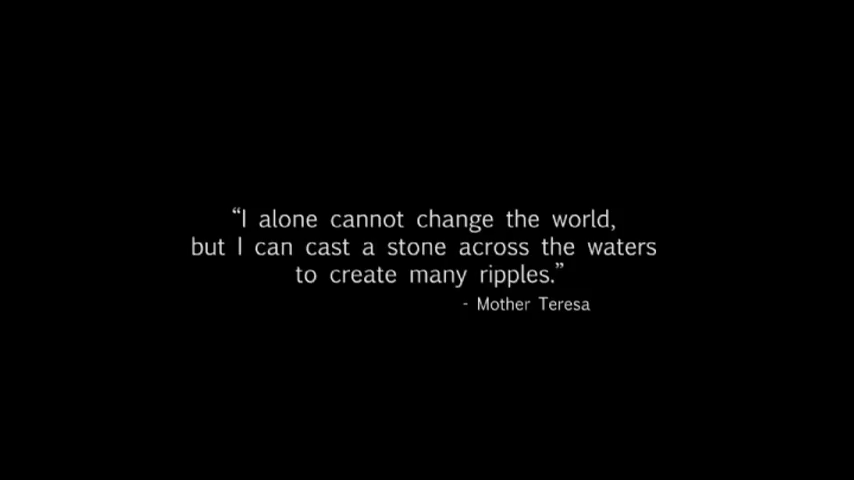 “I alone cannot change the world,
but I can cast a stone across the waters
to create many ripples.”
- Mother Teresa